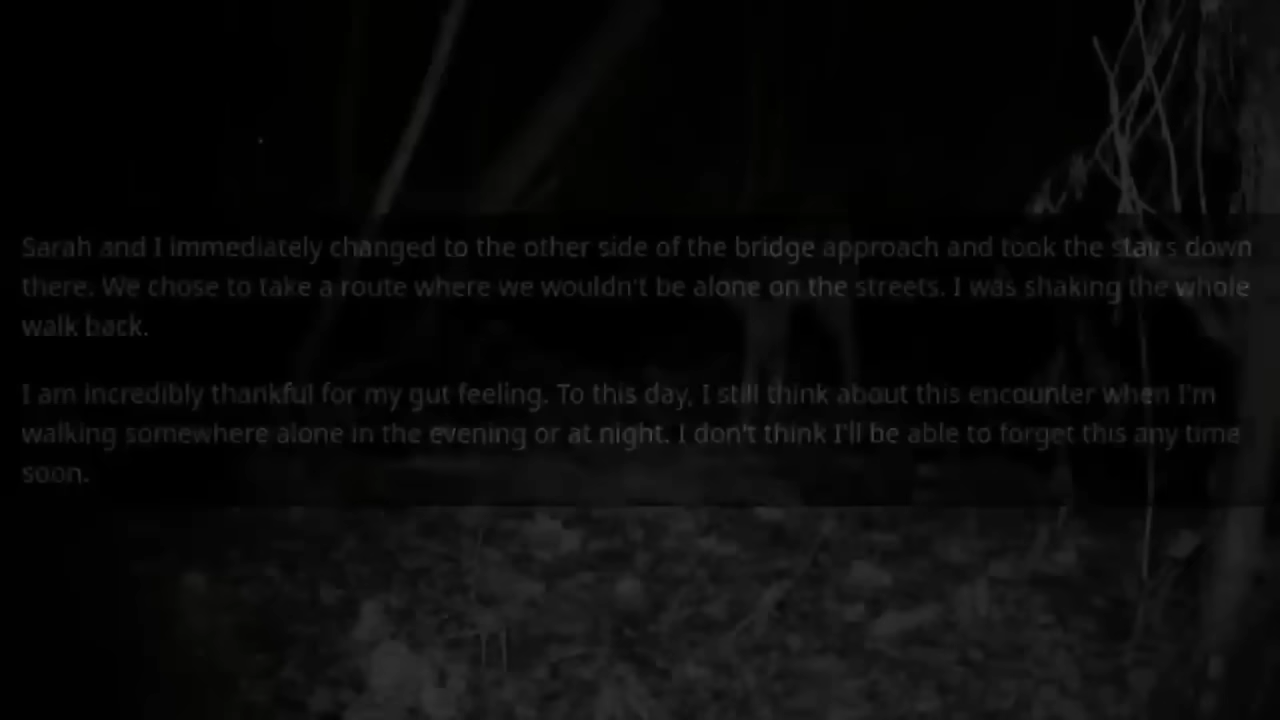 Sarah and I immediately changed to the other side of the bridge approach and took the stairs down
there. We chose to take a route where we wouldn't be alone on the streets. I was shaking the whole
walk back.
I am incredibly thankful for my gut feeling. To this day, I still think about this encounter when I'm
walking somewhere alone in the evening or at night. I don't think I'll be able to forget this any time
soon.